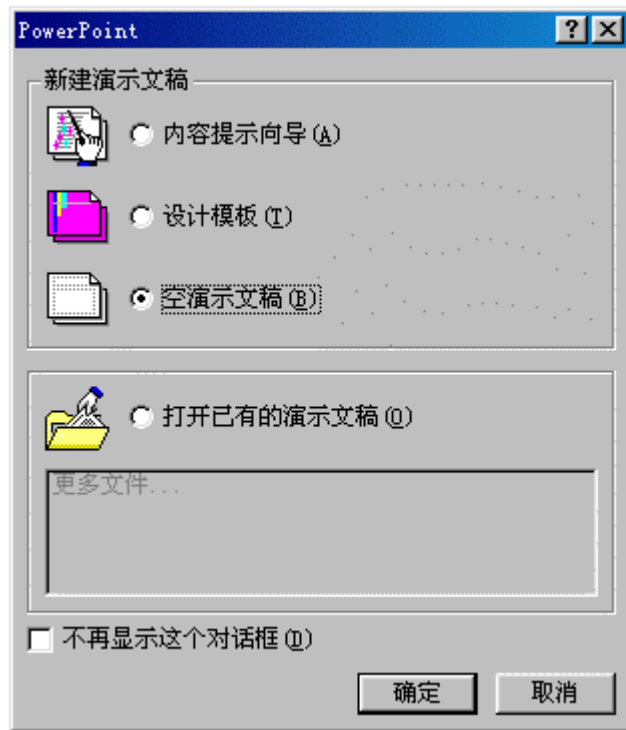 PowerPoint
新建演示文稿
内容提示向导(A)
设计模板(T)
空演示文稿(B)
打开已有的演示文稿(O)
更多文件...
不再显示这个对话框(D)
确定 取消